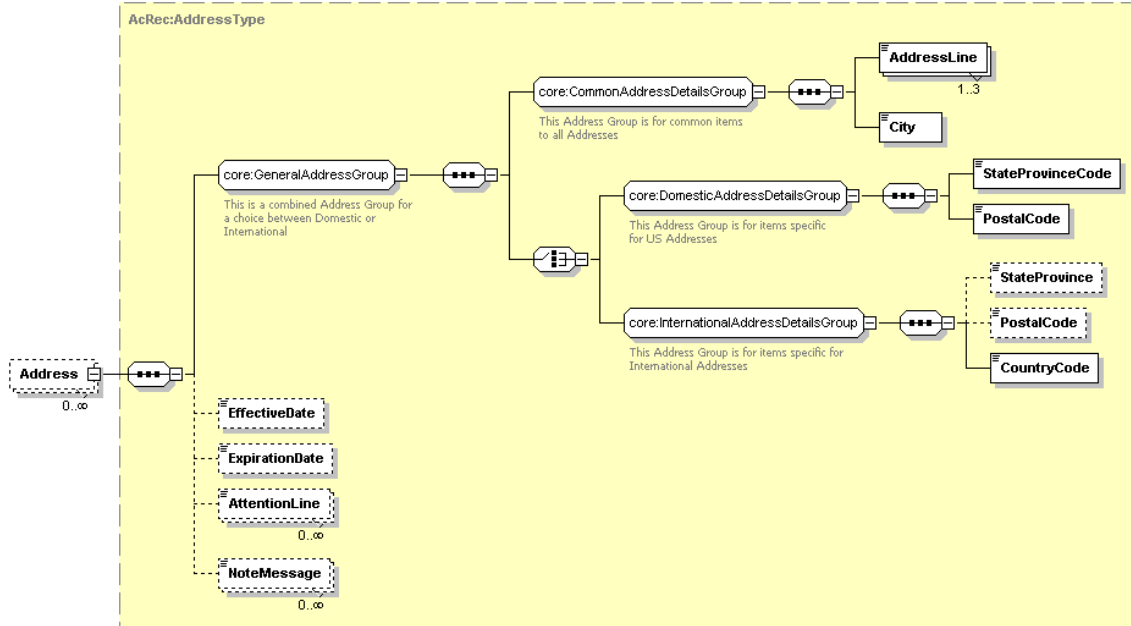 AcRec:AddressType
AddressLine
1..3
core:CommonAddressDetailsGroup
This Address Group is for common items
to all Addresses
City
core:GeneralAddressGroup
This is a combined Address Group for
a choice between Domestic or
International
core:DomesticAddressDetailsGroup
This Address Group is for items specific
for US Addresses
StateProvinceCode
PostalCode
StateProvince
core:InternationalAddressDetailsGroup
This Address Group is for items specific for
International Addresses
PostalCode
CountryCode
Address
0..∞
EffectiveDate
ExpirationDate
AttentionLine
0..∞
NoteMessage
0..∞